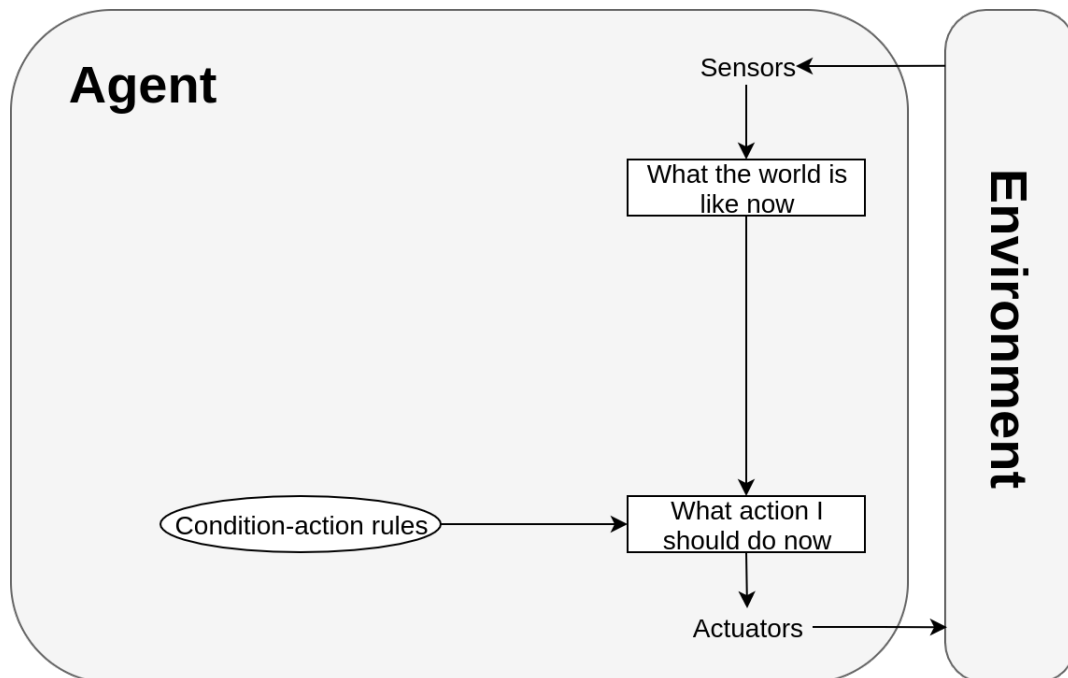 Agent
Sensors
What the world is
like now
Environment
Condition-action rules
What action I
should do now
Actuators